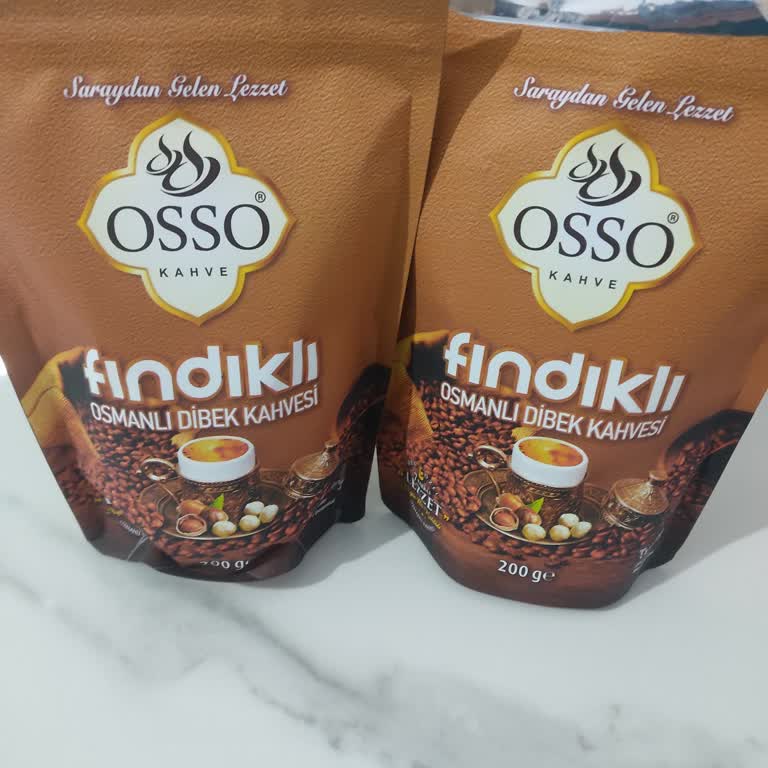 Saraydan Gelen Lezzet
OSSO®
KAHVE
fındıklı
OSMANLI DİBEK KAHVESİ
Saraydan Gelen Lezzet
OSSO®
KAHVE
fındıklı
OSMANLI DİBEK KAHVESİ
LEZZET
200 g℮